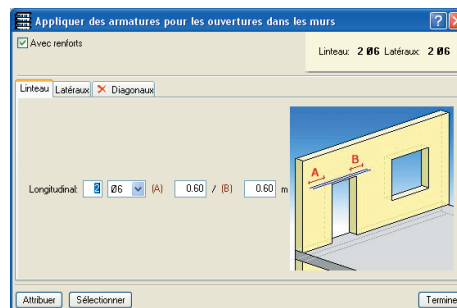 Appliquer des armatures pour les ouvertures dans les murs
Avec renforts
Linteau: 2 Ø6 Latéraux: 2 Ø6
Linteau Latéraux Diagonaux
Longitudinal: 2 Ø6 (A) 0.60 / (B) 0.60 m
A
B
Attribuer Sélectionner Terminer